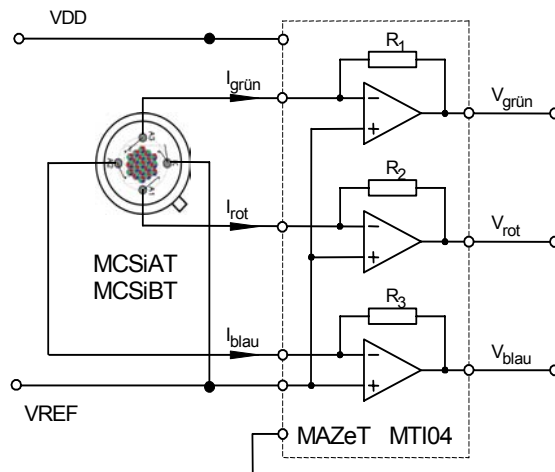 VDD
R1
Igrün
Vgrün
R2
Irot
Vrot
MCSiAT
MCSiBT
R3
Iblau
Vblau
VREF
MAZeT MTI04